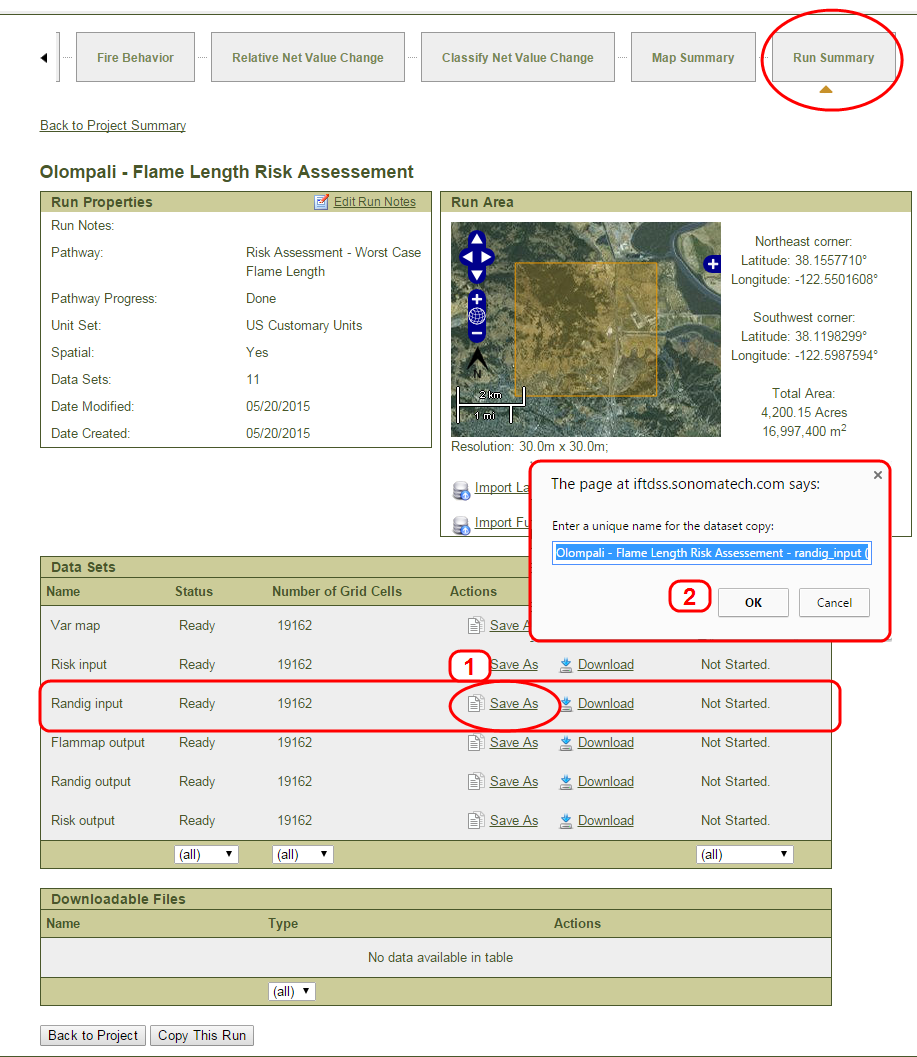 Fire Behavior
Relative Net Value Change
Classify Net Value Change
Map Summary
Run Summary
Back to Project Summary
Olompali - Flame Length Risk Assessement
Run Properties
Edit Run Notes
Run Notes:
Pathway: Risk Assessment - Worst Case
Flame Length
Pathway Progress: Done
Unit Set: US Customary Units
Spatial: Yes
Data Sets: 11
Date Modified: 05/20/2015
Date Created: 05/20/2015
Run Area
N
2 km
1 mi
Northeast corner:
Latitude: 38.1557710°
Longitude: -122.5501608°
Southwest corner:
Latitude: 38.1198299°
Longitude: -122.5987594°
Total Area:
4,200.15 Acres
16,997,400 m²
Resolution: 30.0m x 30.0m;
Import La
Import Fu
The page at iftdss.sonomatech.com says: ×
Enter a unique name for the dataset copy:
Olompali - Flame Length Risk Assessement - randig_input (
2
OK
Cancel
Data Sets
Name Status Number of Grid Cells Actions
Var map Ready 19162 Save A
Risk input Ready 19162 1 Save As Download Not Started.
Randig input Ready 19162 Save As Download Not Started.
Flammap output Ready 19162 Save As Download Not Started.
Randig output Ready 19162 Save As Download Not Started.
Risk output Ready 19162 Save As Download Not Started.
(all) (all) (all)
Downloadable Files
Name Type Actions
No data available in table
(all)
Back to Project
Copy This Run